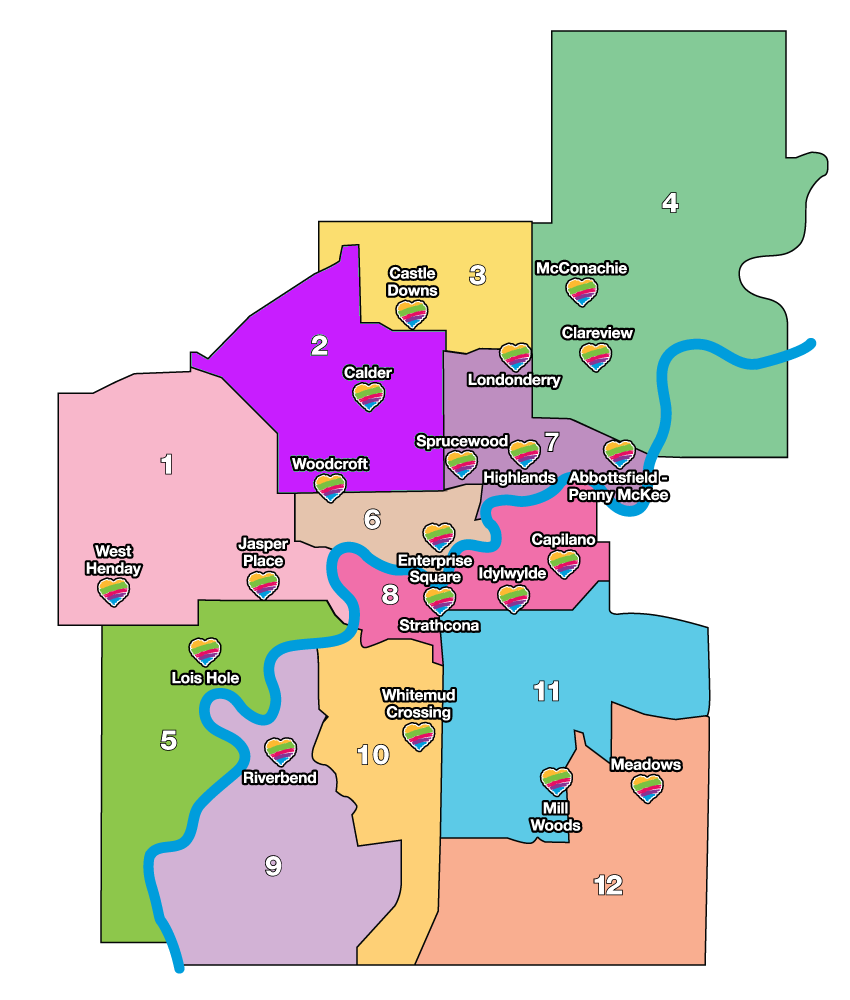 4
McConachie
Castle
Downs
3
Clareview
2
Calder
Londonderry
7
Sprucewood
Highlands
Abbottsfield -
Penny McKee
1
Woodcroft
6
West
Henday
Jasper
Place
Enterprise
Square
Capilano
Idylwylde
8
Strathcona
Lois Hole
11
Whitemud
Crossing
5
10
Riverbend
Meadows
Mill
Woods
9
12